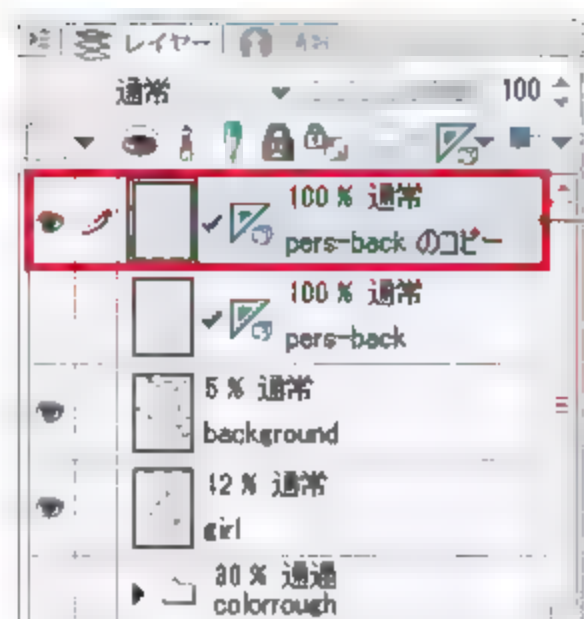 レイヤー
通常 100
100 % 通常
pers-back のコピー
100 % 通常
pers-back
5 % 通常
background
12 % 通常
girl
30 % 通過
colorrough